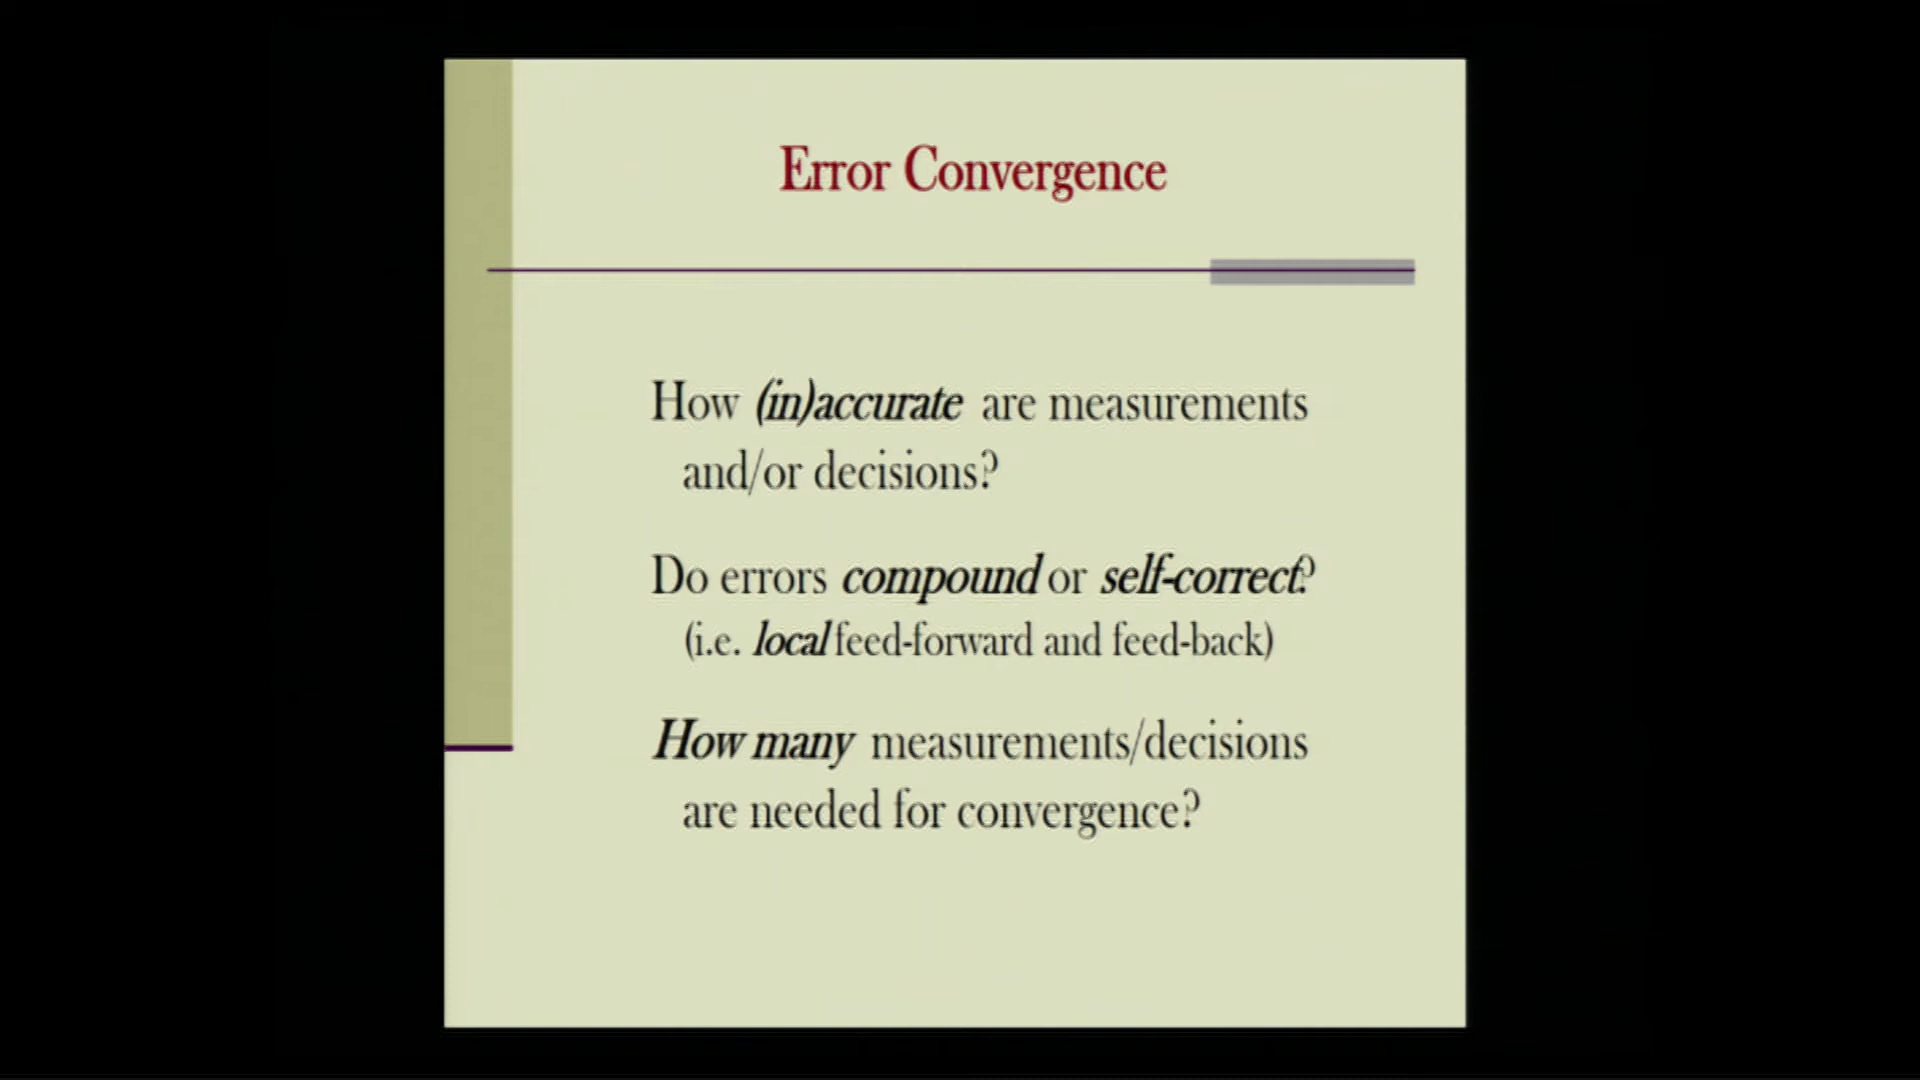 Error Convergence
How (in)accurate are measurements
and/or decisions?
Do errors compound or self-correct?
(i.e. local feed-forward and feed-back)
How many measurements/decisions
are needed for convergence?